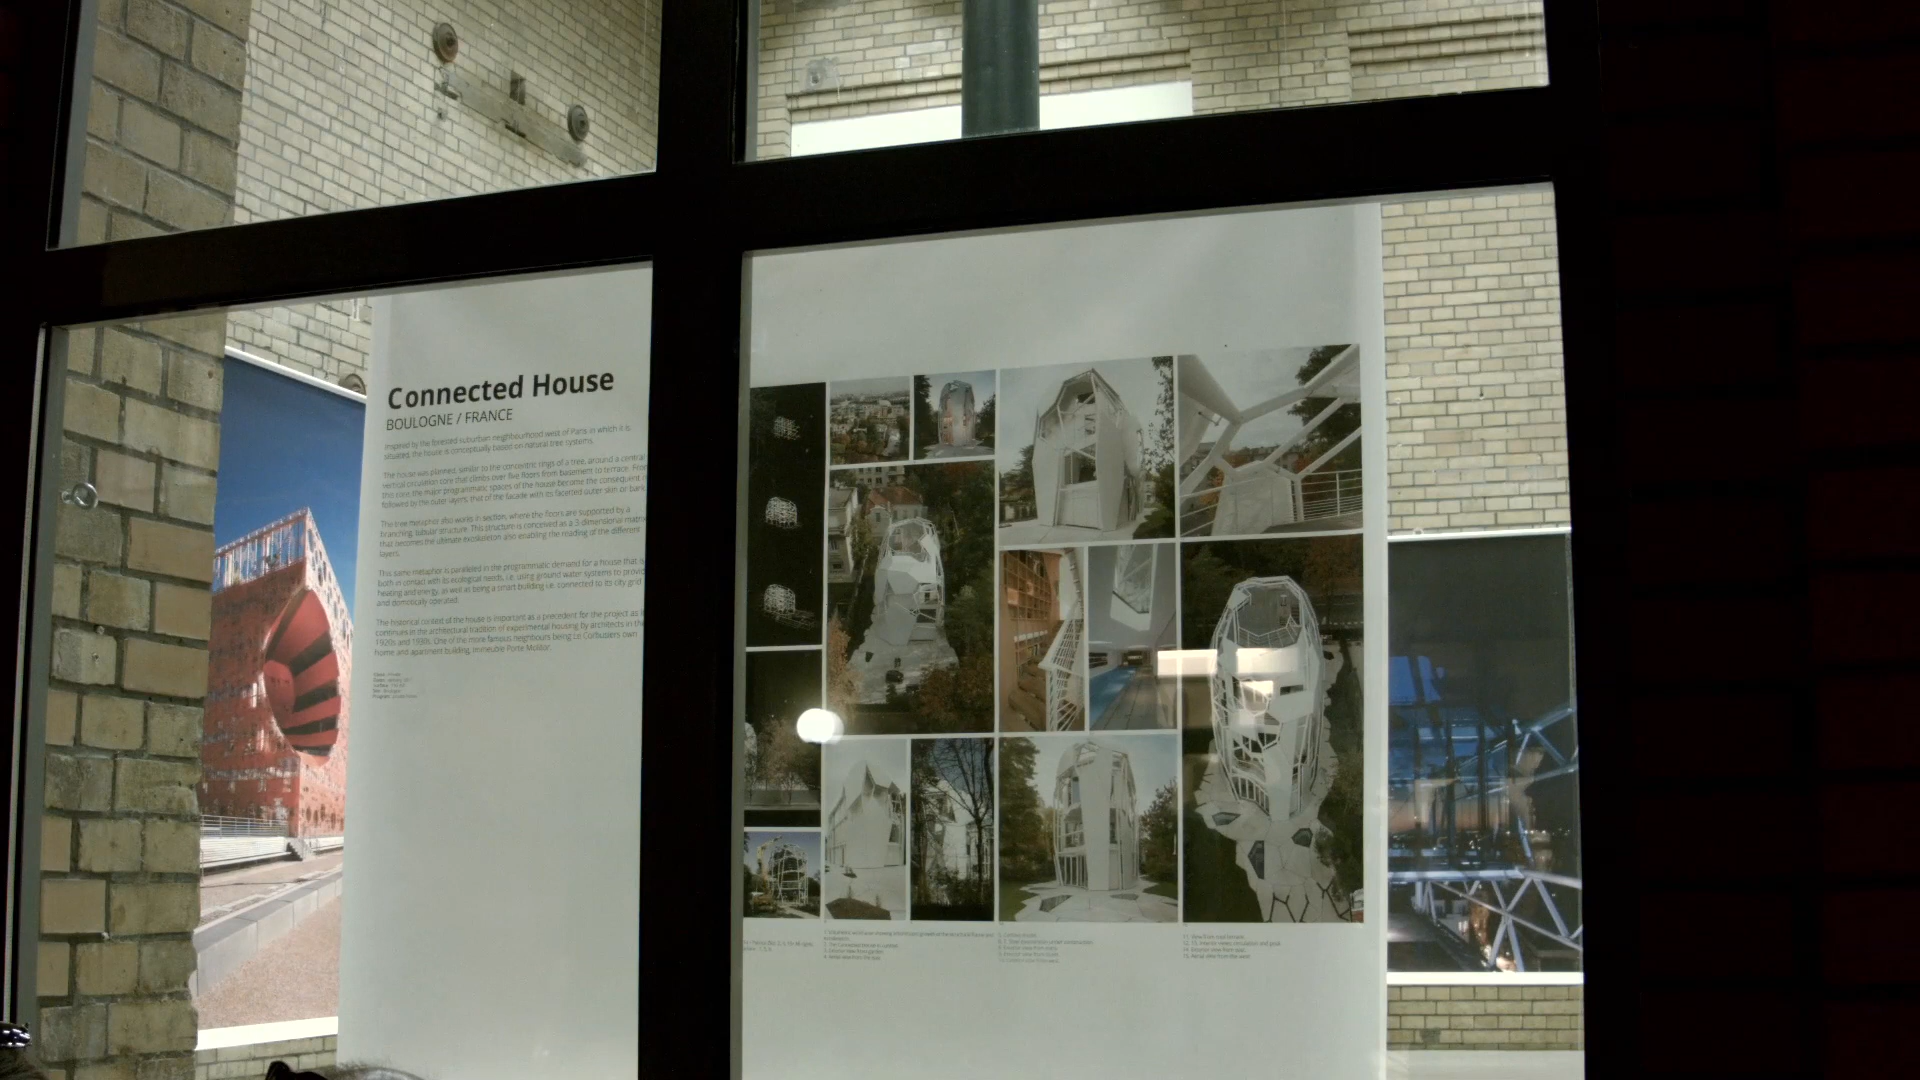 Connected House
BOULOGNE / FRANCE
Inspired by the forested suburban neighbourhood west of Paris in which it is
situated, the house is conceptually based on natural tree systems.
The house was planned, similar to the concentric rings of a tree, around a central
vertical circulation core that climbs over five floors from basement to terrace. From
this core the major programmatic spaces of the house become the consequent
followed by the outer layers, that of the facade with its facetted outer skin or bark.
The tree metaphor also works in section, where the floors are supported by a
branching, tubular structure. This structure is conceived as a 3-dimensional matrix
that becomes the ultimate exoskeleton also enabling the reading of the different
layers.
This same metaphor is paralleled in the programmatic demand for a house that is
both in contact with its ecological needs, i.e. using ground water systems to provide
heating and energy, as well as being a smart building i.e. connected to its city grid
and domotically operated.
The historical context of the house is important as a precedent for the project as it
continues in the architectural tradition of experimental housing by architects in the
1920s and 1930s. One of the more famous neighbours being Le Corbusiers own
home and apartment building, Immeuble Porte Molitor.